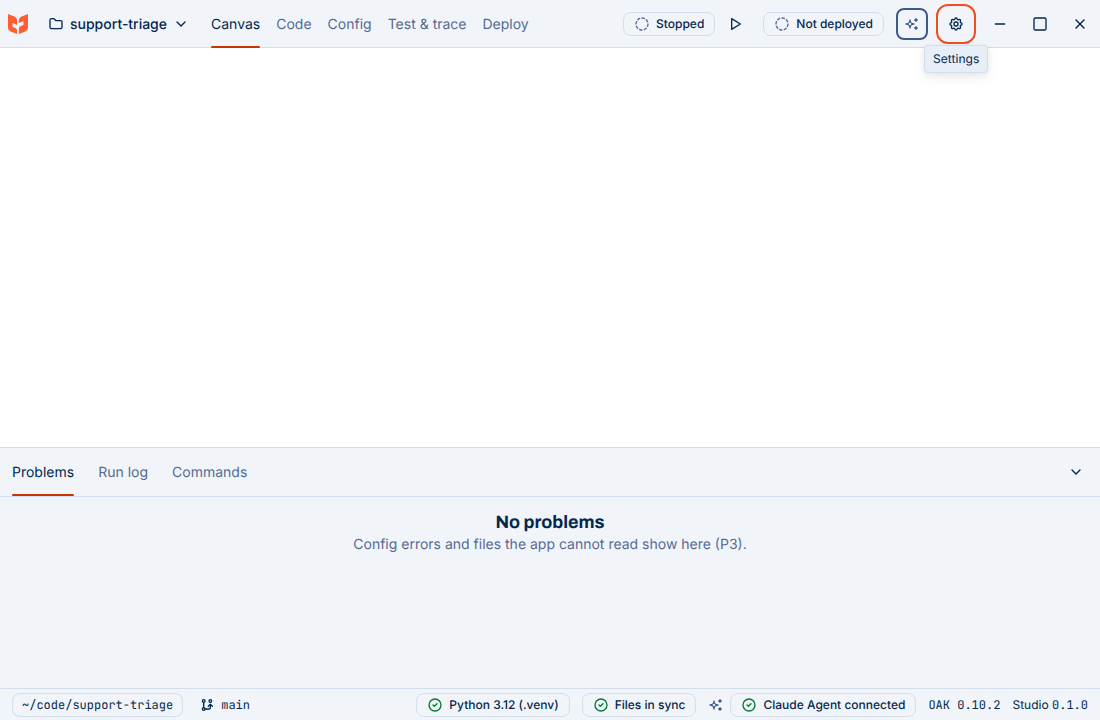 support-triage
Canvas
Code
Config
Test & trace
Deploy
Stopped
Not deployed
Settings
Problems
Run log
Commands
No problems
Config errors and files the app cannot read show here (P3).
~/code/support-triage
main
Python 3.12 (.venv)
Files in sync
Claude Agent connected
OAK 0.10.2
Studio 0.1.0